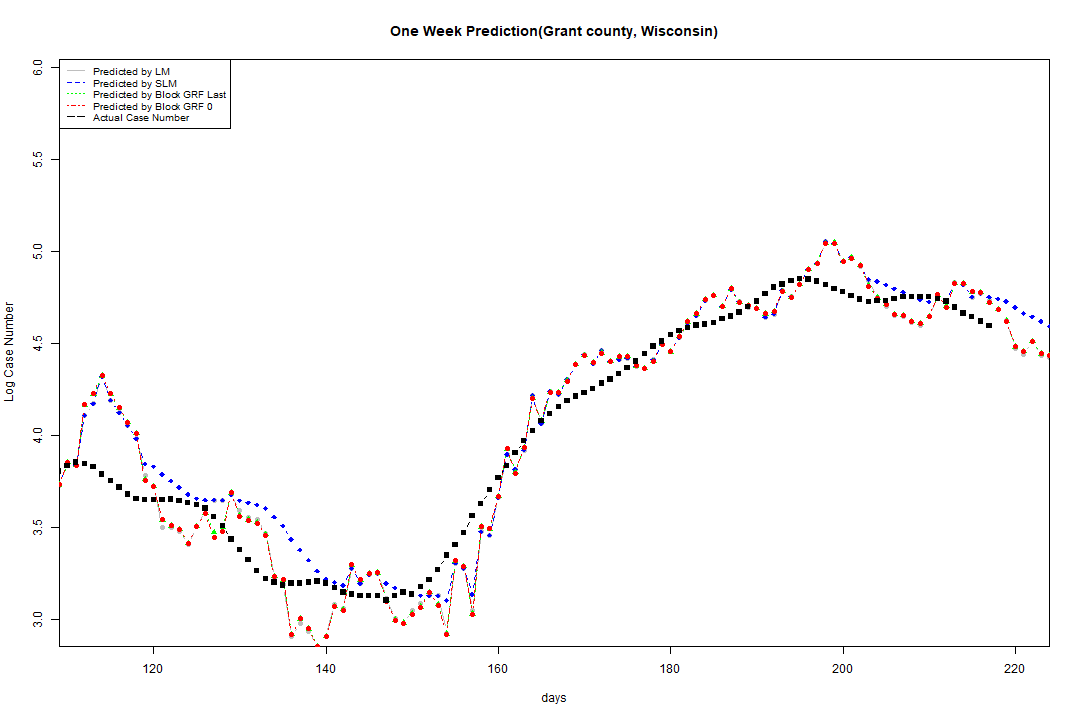 One Week Prediction(Grant county, Wisconsin)
Predicted by LM
Predicted by SLM
Predicted by Block GRF Last
Predicted by Block GRF 0
Actual Case Number
6.0
5.5
5.0
4.5
4.0
3.5
3.0
Log Case Number
120 140 160 180 200 220
days